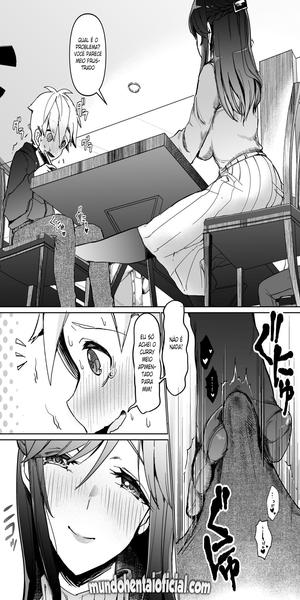 QUAL É O
PROBLEMA?
VOCÊ PARECE
MEIO FRUS-
TRADO
NÃO É
NADA!
EU SÓ
ACHEI O
CURRY
MEIO
APIMEN-
TADO
PARA
MIM!
mundohentaioficial.com